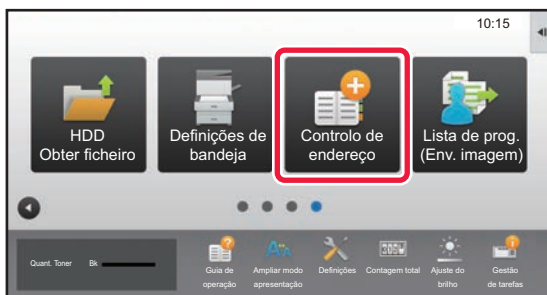 10:15
HDD
Obter ficheiro
Definições de
bandeja
Controlo de
endereço
Lista de prog.
(Env. imagem)
Quant. Toner Bk
Guia de
operação
Ampliar modo
apresentação
Definições
Contagem total
Ajuste do
brilho
Gestão
de tarefas